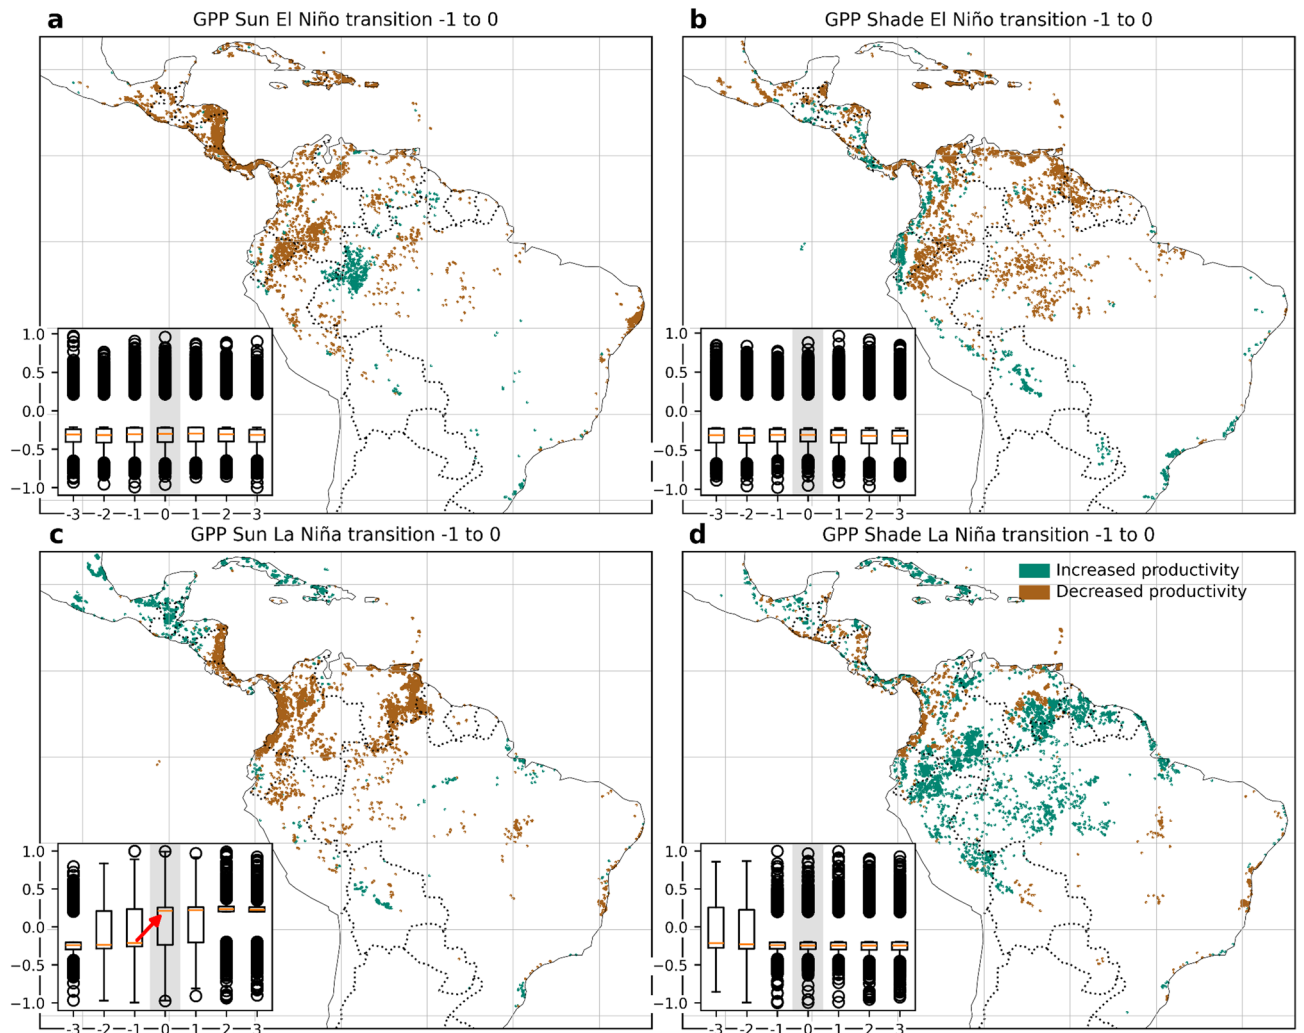 a GPP Sun El Niño transition -1 to 0
b GPP Shade El Niño transition -1 to 0
1.0
0.5
0.0
−0.5
−1.0
-3 -2 -1 0 1 2 3
1.0
0.5
0.0
−0.5
−1.0
-3 -2 -1 0 1 2 3
c GPP Sun La Niña transition -1 to 0
d GPP Shade La Niña transition -1 to 0
Increased productivity
Decreased productivity
1.0
0.5
0.0
−0.5
−1.0
-3 -2 -1 0 1 2 3
1.0
0.5
0.0
−0.5
−1.0
-3 -2 -1 0 1 2 3